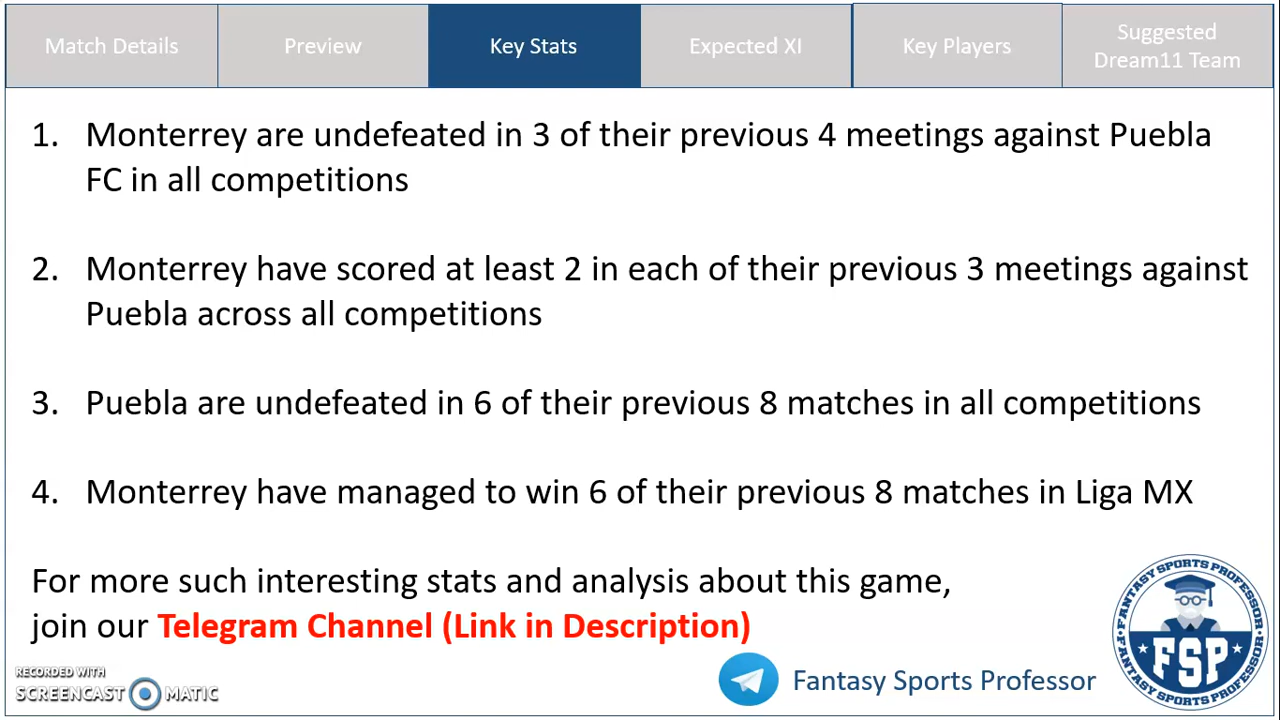 Match Details
Preview
Key Stats
Expected XI
Key Players
Suggested
Dream11 Team
1. Monterrey are undefeated in 3 of their previous 4 meetings against Puebla
FC in all competitions
2. Monterrey have scored at least 2 in each of their previous 3 meetings against
Puebla across all competitions
3. Puebla are undefeated in 6 of their previous 8 matches in all competitions
4. Monterrey have managed to win 6 of their previous 8 matches in Liga MX
For more such interesting stats and analysis about this game,
join our Telegram Channel (Link in Description)
RECORDED WITH
SCREENCAST MATIC
Fantasy Sports Professor
FANTASY SPORTS PROFESSOR
FSP
FANTASY SPORTS PROFESSOR